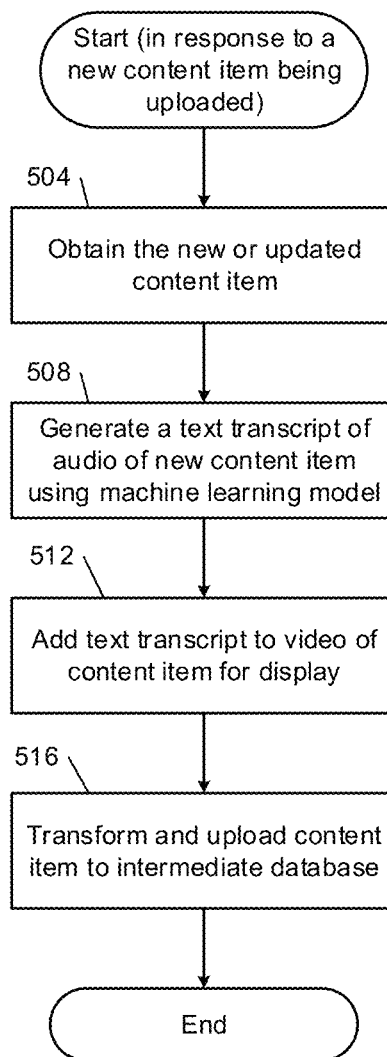 Start (in response to a
new content item being
uploaded)
504
Obtain the new or updated
content item
508
Generate a text transcript of
audio of new content item
using machine learning model
512
Add text transcript to video of
content item for display
516
Transform and upload content
item to intermediate database
End